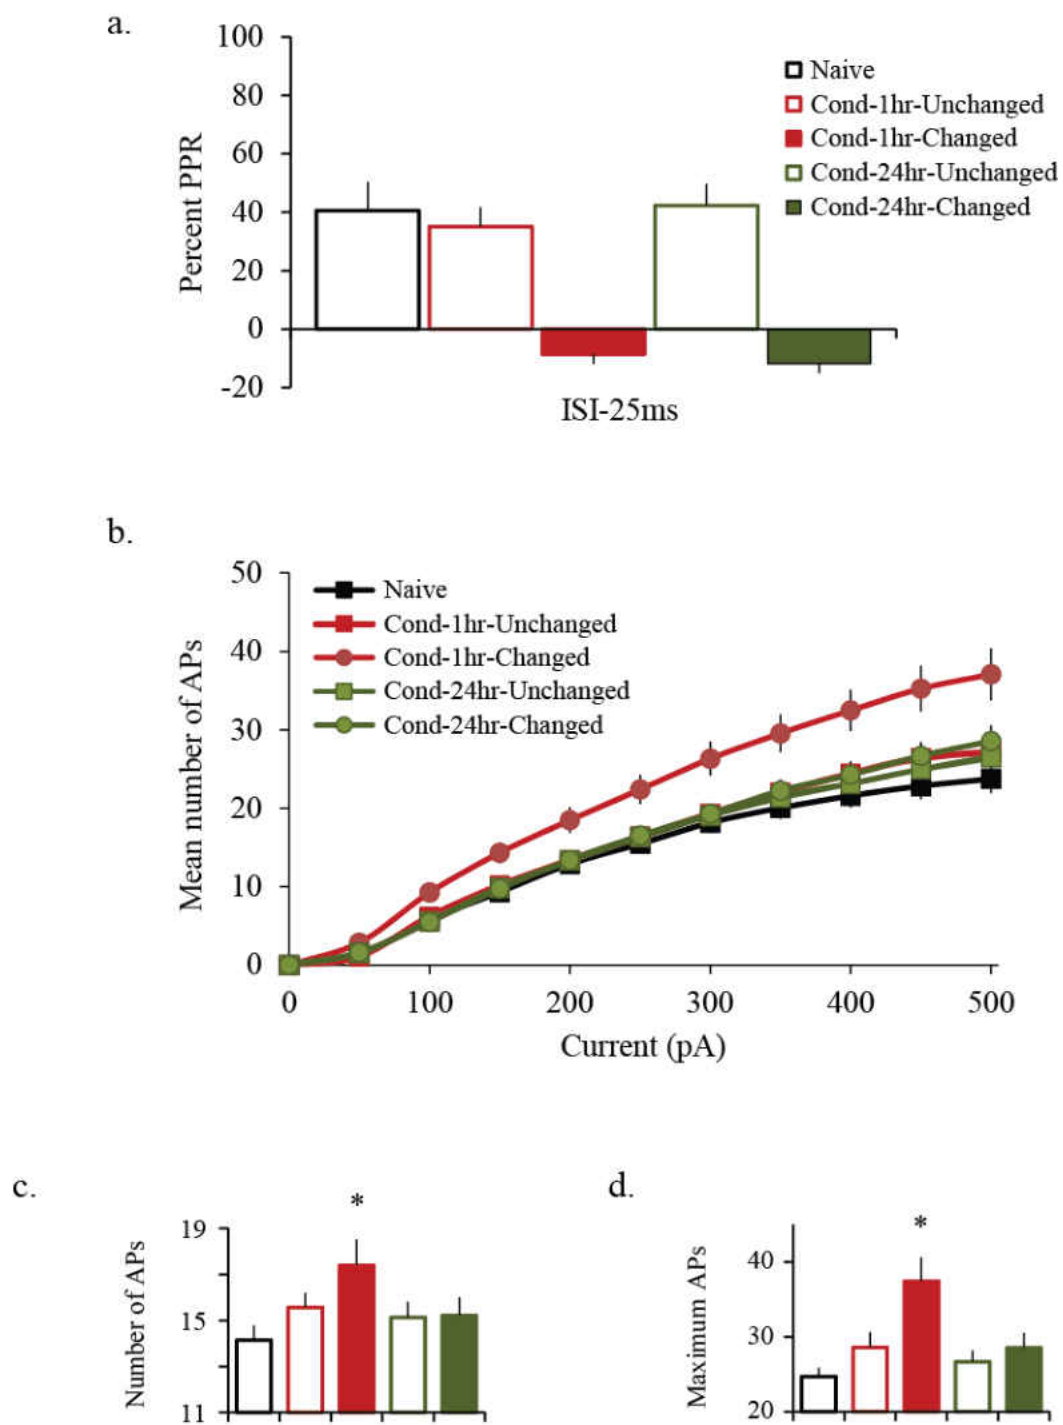 a.
100
80
60
40
20
0
-20
Percent PPR
Naive
Cond-1hr-Unchanged
Cond-1hr-Changed
Cond-24hr-Unchanged
Cond-24hr-Changed
ISI-25ms
b.
50
40
30
20
10
0
Mean number of APs
Naive
Cond-1hr-Unchanged
Cond-1hr-Changed
Cond-24hr-Unchanged
Cond-24hr-Changed
0 100 200 300 400 500
Current (pA)
c.
*
19
15
11
Number of APs
d.
*
40
30
20
Maximum APs